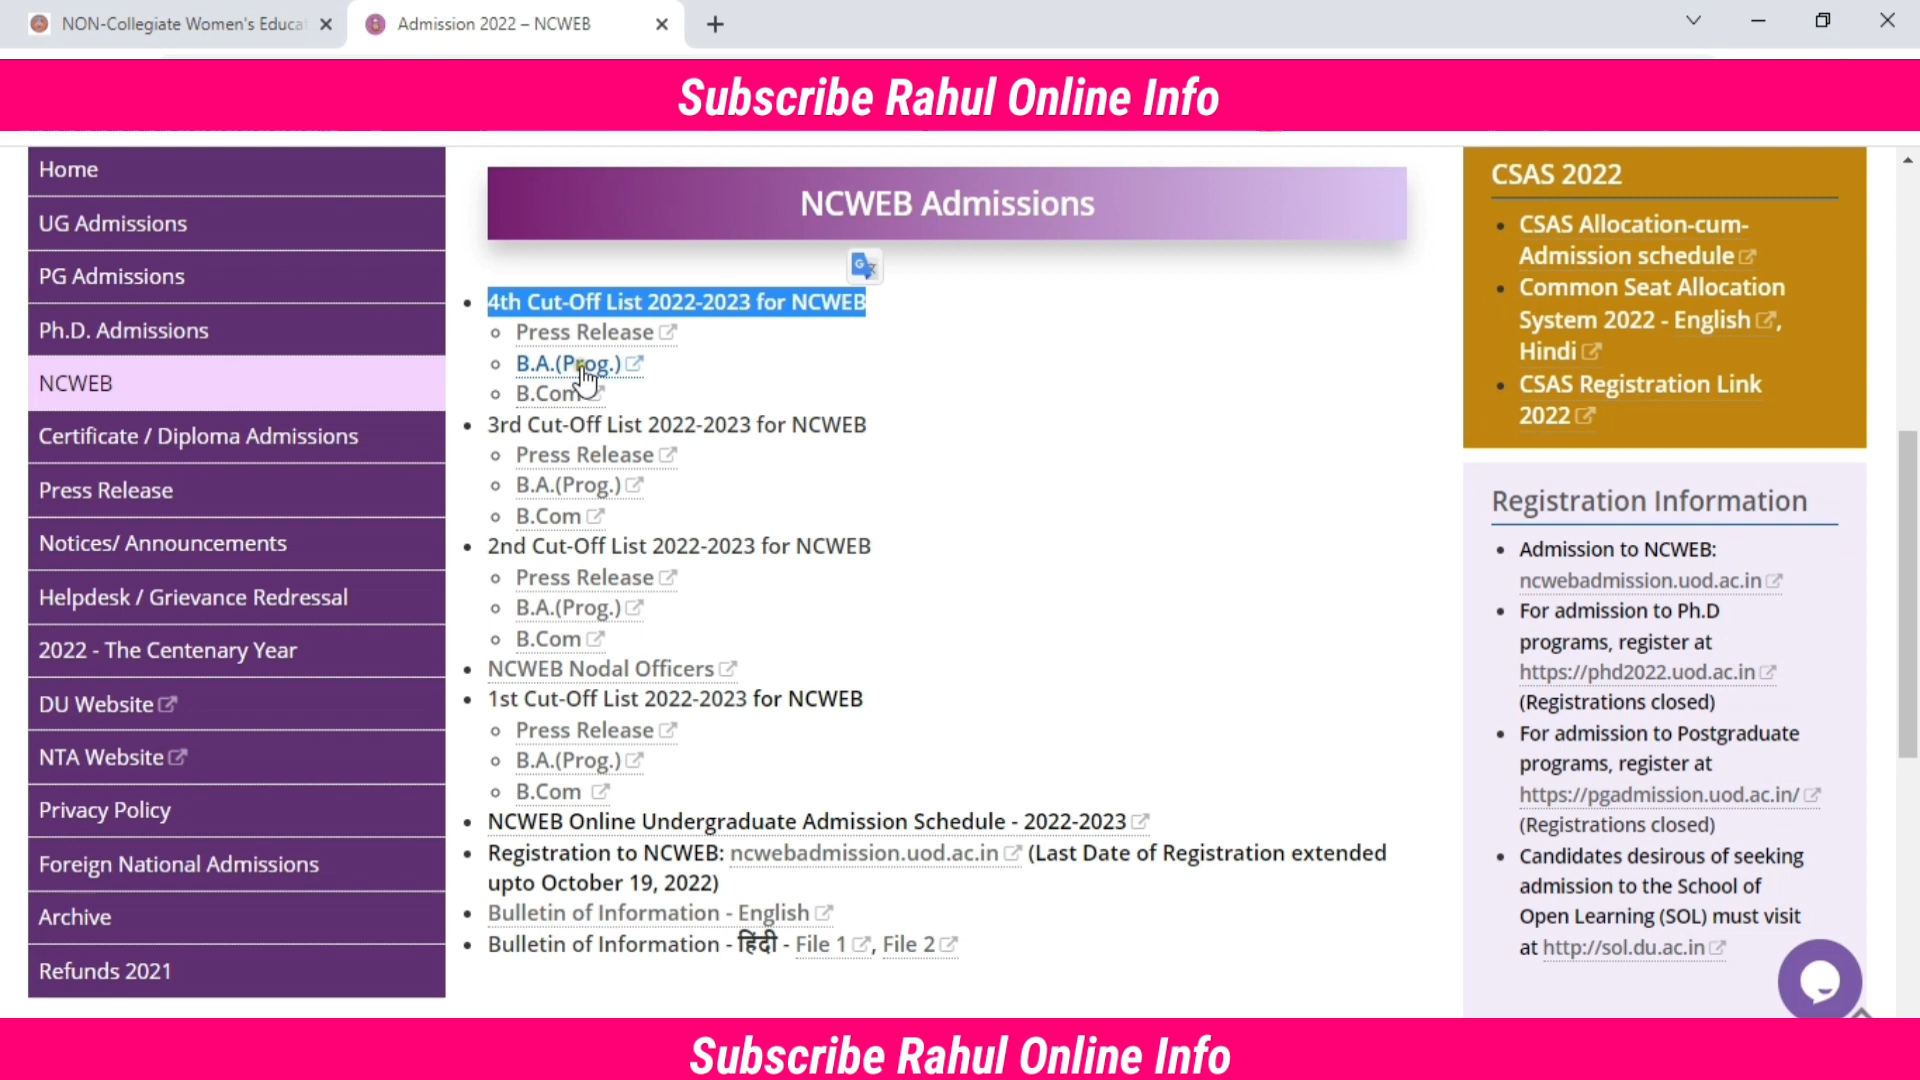 NON-Collegiate Women's Educat
Admission 2022 – NCWEB
Subscribe Rahul Online Info
Home
UG Admissions
PG Admissions
Ph.D. Admissions
NCWEB
Certificate / Diploma Admissions
Press Release
Notices/ Announcements
Helpdesk / Grievance Redressal
2022 - The Centenary Year
DU Website
NTA Website
Privacy Policy
Foreign National Admissions
Archive
Refunds 2021
NCWEB Admissions
4th Cut-Off List 2022-2023 for NCWEB
Press Release
B.A.(Prog.)
B.Com
3rd Cut-Off List 2022-2023 for NCWEB
Press Release
B.A.(Prog.)
B.Com
2nd Cut-Off List 2022-2023 for NCWEB
Press Release
B.A.(Prog.)
B.Com
NCWEB Nodal Officers
1st Cut-Off List 2022-2023 for NCWEB
Press Release
B.A.(Prog.)
B.Com
NCWEB Online Undergraduate Admission Schedule - 2022-2023
Registration to NCWEB: ncwebadmission.uod.ac.in (Last Date of Registration extended
upto October 19, 2022)
Bulletin of Information - English
Bulletin of Information - हिंदी - File 1, File 2
CSAS 2022
CSAS Allocation-cum-
Admission schedule
Common Seat Allocation
System 2022 - English,
Hindi
CSAS Registration Link
2022
Registration Information
Admission to NCWEB:
ncwebadmission.uod.ac.in
For admission to Ph.D
programs, register at
https://phd2022.uod.ac.in
(Registrations closed)
For admission to Postgraduate
programs, register at
https://pgadmission.uod.ac.in/
(Registrations closed)
Candidates desirous of seeking
admission to the School of
Open Learning (SOL) must visit
at http://sol.du.ac.in
Subscribe Rahul Online Info